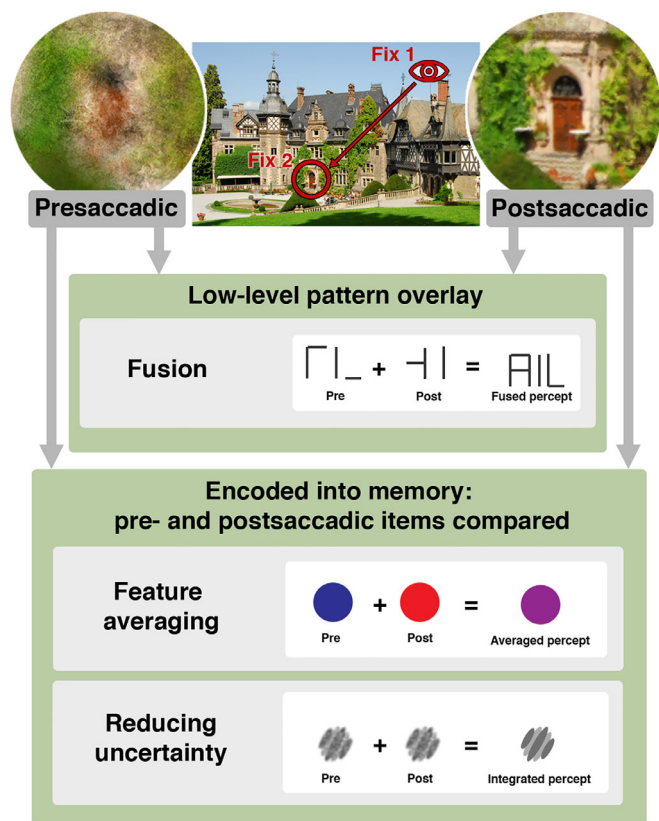 Fix 1
Fix 2
Presaccadic
Postsaccadic
Low-level pattern overlay
Fusion
+
=
AIL
Pre
Post
Fused percept
Encoded into memory:
pre- and postsaccadic items compared
Feature
averaging
+
=
Pre
Post
Averaged percept
Reducing
uncertainty
+
=
Pre
Post
Integrated percept